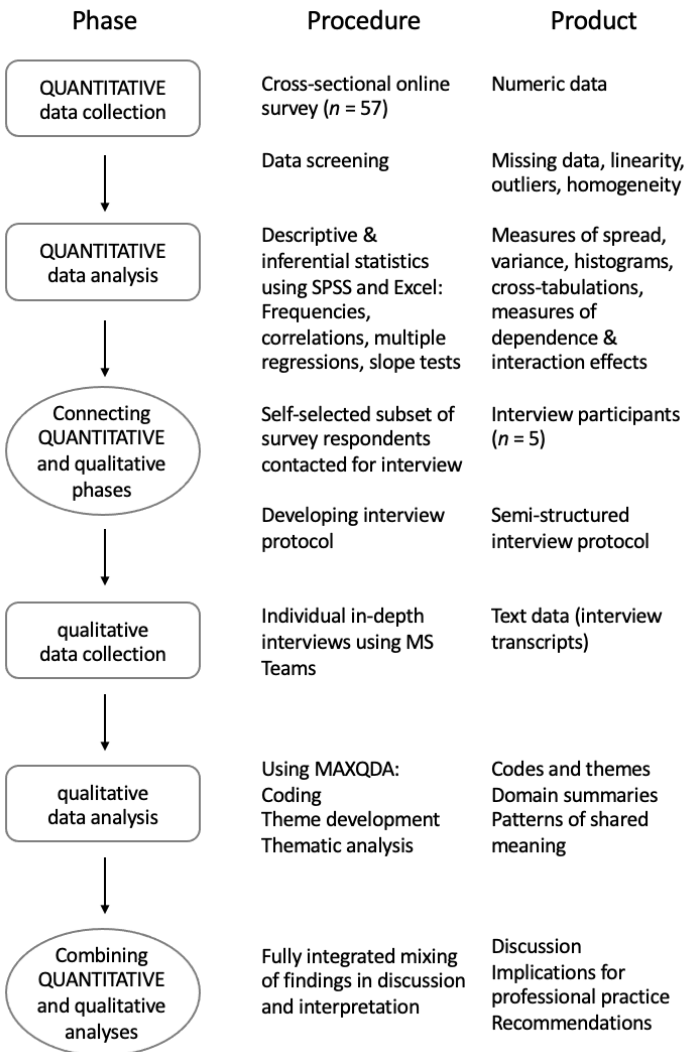 Phase
Procedure
Product
QUANTITATIVE
data collection
Cross-sectional online
survey (n = 57)
Numeric data
Data screening
Missing data, linearity,
outliers, homogeneity
QUANTITATIVE
data analysis
Descriptive &
inferential statistics
using SPSS and Excel:
Frequencies,
correlations, multiple
regressions, slope tests
Measures of spread,
variance, histograms,
cross-tabulations,
measures of
dependence &
interaction effects
Connecting
QUANTITATIVE
and qualitative
phases
Self-selected subset of
survey respondents
contacted for interview
Interview participants
(n = 5)
Developing interview
protocol
Semi-structured
interview protocol
qualitative
data collection
Individual in-depth
interviews using MS
Teams
Text data (interview
transcripts)
qualitative
data analysis
Using MAXQDA:
Coding
Theme development
Thematic analysis
Codes and themes
Domain summaries
Patterns of shared
meaning
Combining
QUANTITATIVE
and qualitative
analyses
Fully integrated mixing
of findings in discussion
and interpretation
Discussion
Implications for
professional practice
Recommendations